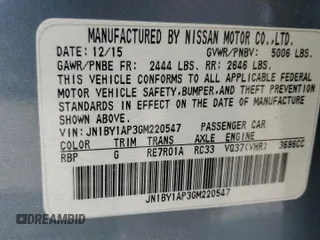 MANUFACTURED BY NISSAN MOTOR CO.,LTD.
DATE: 12/15 GVWR/PNBV: 5006 LBS.
GAWR/PNBE FR: 2444 LBS. RR: 2646 LBS.
THIS VEHICLE CONFORMS TO ALL APPLICABLE FEDERAL
MOTOR VEHICLE SAFETY,BUMPER,AND THEFT PREVENTION
STANDARDS IN EFFECT ON THE DATE OF MANUFACTURE
SHOWN ABOVE.
VIN:JN1BY1AP3GM220547 PASSENGER CAR
COLOR TRIM TRANS AXLE ENGINE
RBP G RE7R01A RC33 VQ37(VHR) 3696CC
JN1BY1AP3GM220547
DREAMBID